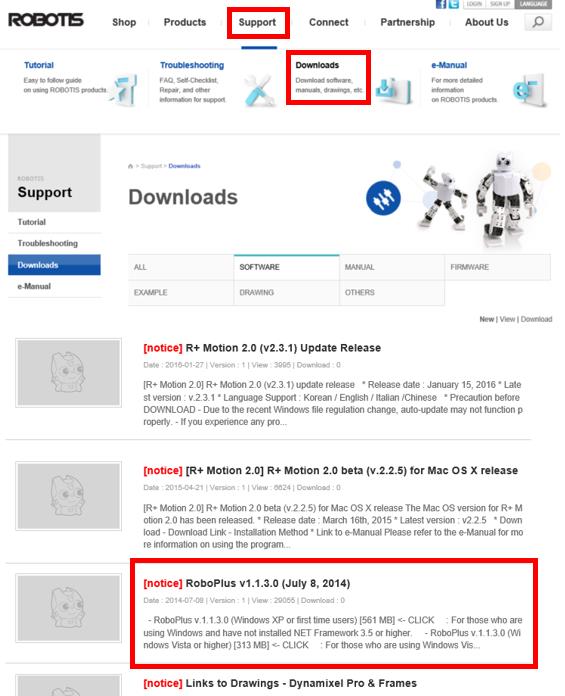 ROBOTIS
LOGIN | SIGN UP | LANGUAGE
Shop | Products | Support | Connect | Partnership | About Us
Tutorial
Easy to follow guide
on using ROBOTIS products.
Troubleshooting
FAQ, Self-Checklist,
Repair, and other
information for support.
Downloads
Download software,
manuals, drawings, etc.
e-Manual
For more detailed
information
on ROBOTIS products
ROBOTIS
Support
Tutorial
Troubleshooting
Downloads
e-Manual
> Support > Downloads
Downloads
ALL SOFTWARE MANUAL FIRMWARE
EXAMPLE DRAWING OTHERS
New | View | Download
[notice] R+ Motion 2.0 (v2.3.1) Update Release
Date : 2016-01-27 | Version : 1 | View : 3995 | Download : 0
[R+ Motion 2.0] R+ Motion 2.0 (v2.3.1) update release * Release date : January 15, 2016 * Late
st version : v.2.3.1 * Language Support : Korean / English / Italian /Chinese * Precaution before
DOWNLOAD - Due to the recent Windows file regulation change, auto-update may not function p
roperly. - If you experience any pro...
[notice] [R+ Motion 2.0] R+ Motion 2.0 beta (v.2.2.5) for Mac OS X release
Date : 2015-04-21 | Version : 1 | View : 6624 | Download : 0
[R+ Motion 2.0] R+ Motion 2.0 beta (v.2.2.5) for Mac OS X release The Mac OS version for R+ M
otion 2.0 has been released. * Release date : March 16th, 2015 * Latest version : v2.2.5 * Down
load - Download Link - Installation Method * Link to e-Manual Please refer to the e-Manual for mo
re information on using the program...
[notice] RoboPlus v1.1.3.0 (July 8, 2014)
Date : 2014-07-08 | Version : 1 | View : 29055 | Download : 0
- RoboPlus v.1.1.3.0 (Windows XP or first time users) [561 MB] <- CLICK : For those who are
using Windows and have not installed NET Framework 3.5 or higher. - RoboPlus v.1.1.3.0 (Wi
ndows Vista or higher) [313 MB] <- CLICK : For those who are using Windows Vis...
[notice] Links to Drawings - Dynamixel Pro & Frames